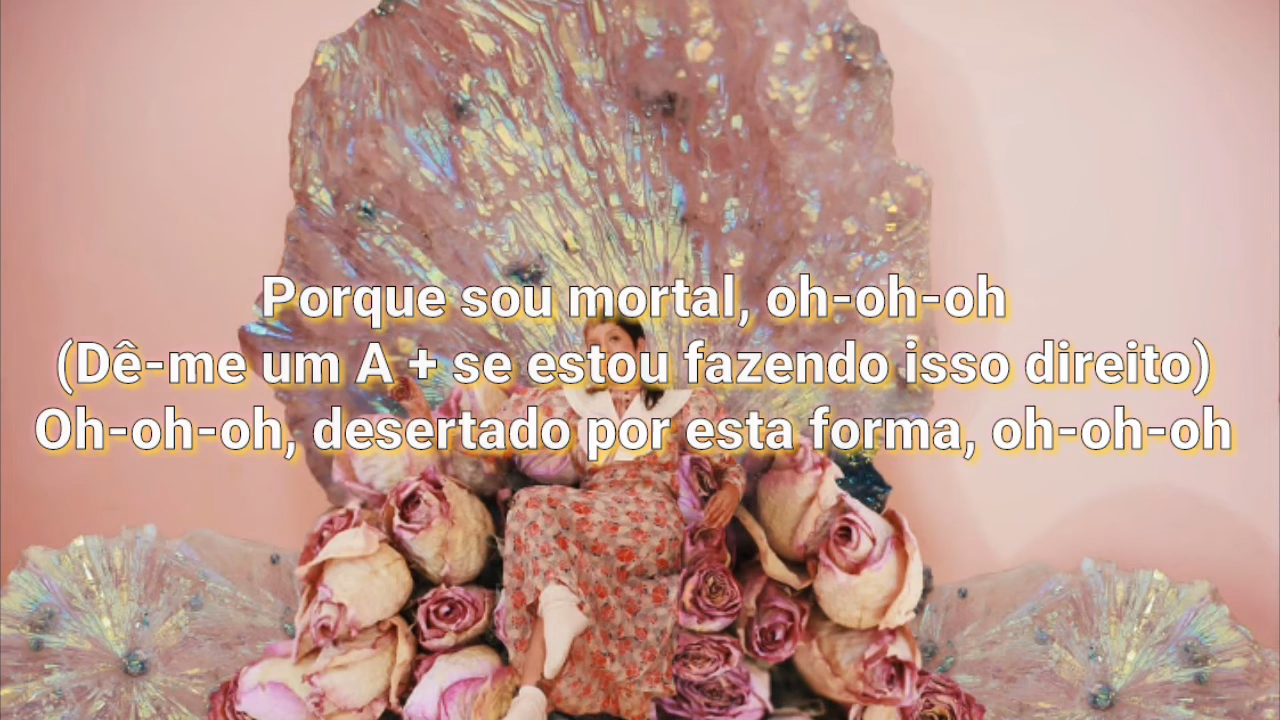 Porque sou mortal, oh-oh-oh
(Dê-me um A + se estou fazendo isso direito)
Oh-oh-oh, desertado por esta forma, oh-oh-oh